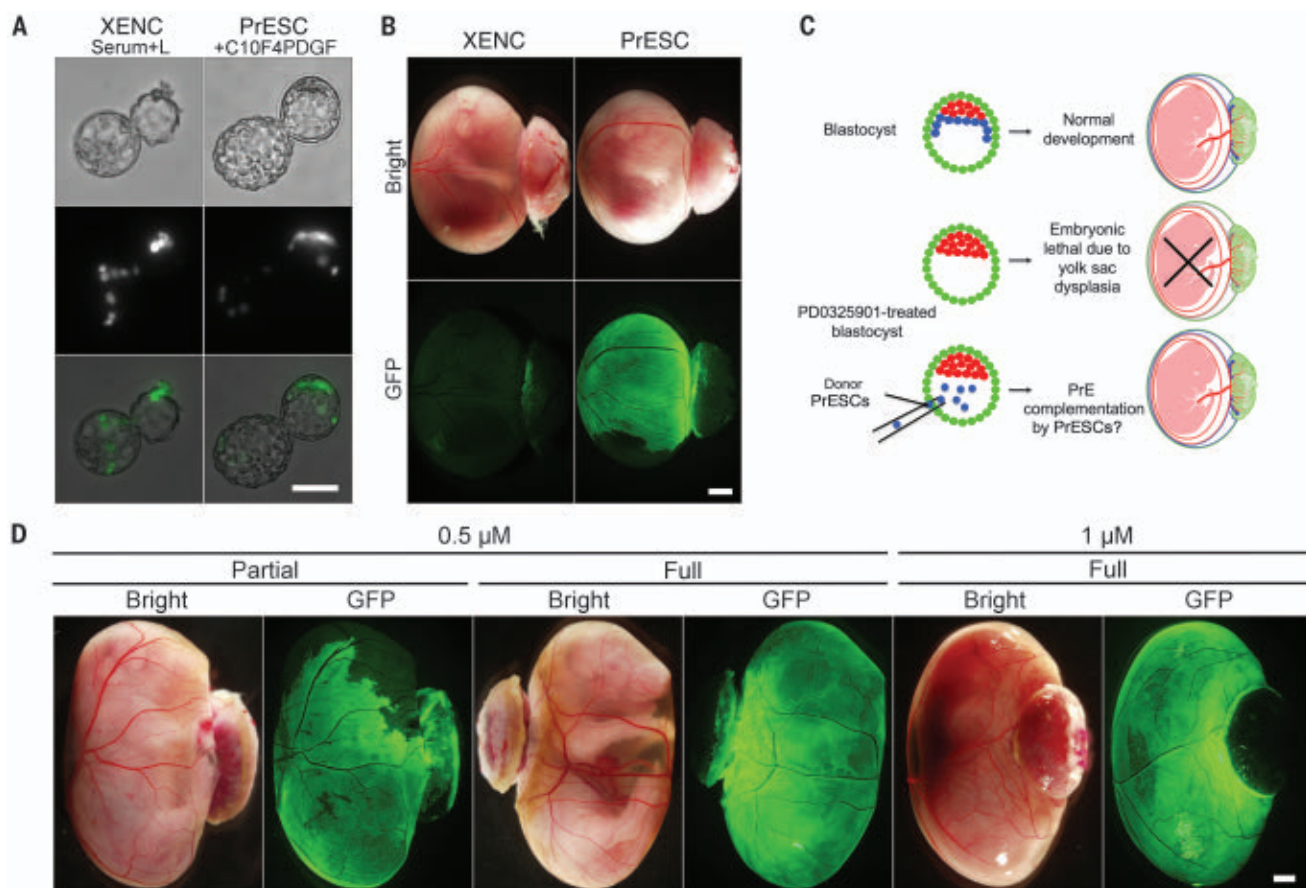 A
XENC
Serum+L
PrESC
+C10F4PDGF
B
XENC
PrESC
Bright
GFP
C
Blastocyst
Normal
development
Embryonic
lethal due to
yolk sac
dysplasia
PD0325901-treated
blastocyst
Donor
PrESCs
PrE
complementation
by PrESCs?
D
0.5 µM
1 µM
Partial
Full
Full
Bright
GFP
Bright
GFP
Bright
GFP